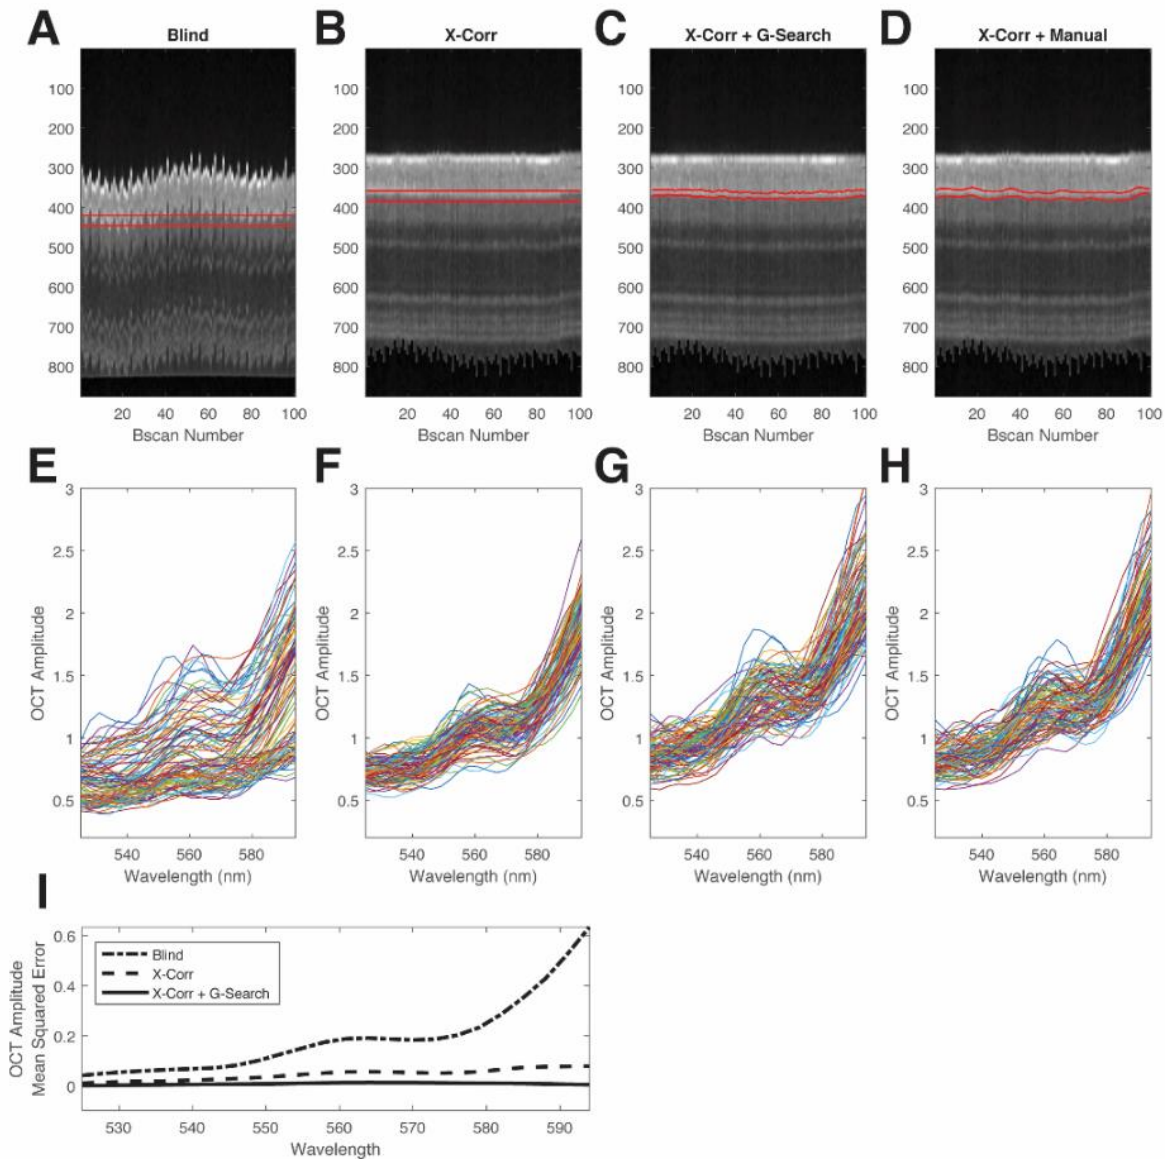 A B C D
Blind X-Corr X-Corr + G-Search X-Corr + Manual
100 100 100 100
200 200 200 200
300 300 300 300
400 400 400 400
500 500 500 500
600 600 600 600
700 700 700 700
800 800 800 800
20 40 60 80 100 20 40 60 80 100 20 40 60 80 100 20 40 60 80 100
Bscan Number Bscan Number Bscan Number Bscan Number
E F G H
3 3 3 3
2.5 2.5 2.5 2.5
2 2 2 2
1.5 1.5 1.5 1.5
1 1 1 1
0.5 0.5 0.5 0.5
OCT Amplitude OCT Amplitude OCT Amplitude OCT Amplitude
540 560 580 540 560 580 540 560 580 540 560 580
Wavelength (nm) Wavelength (nm) Wavelength (nm) Wavelength (nm)
I
OCT Amplitude
Mean Squared Error
0.6
0.4
0.2
0
Blind
X-Corr
X-Corr + G-Search
530 540 550 560 570 580 590
Wavelength